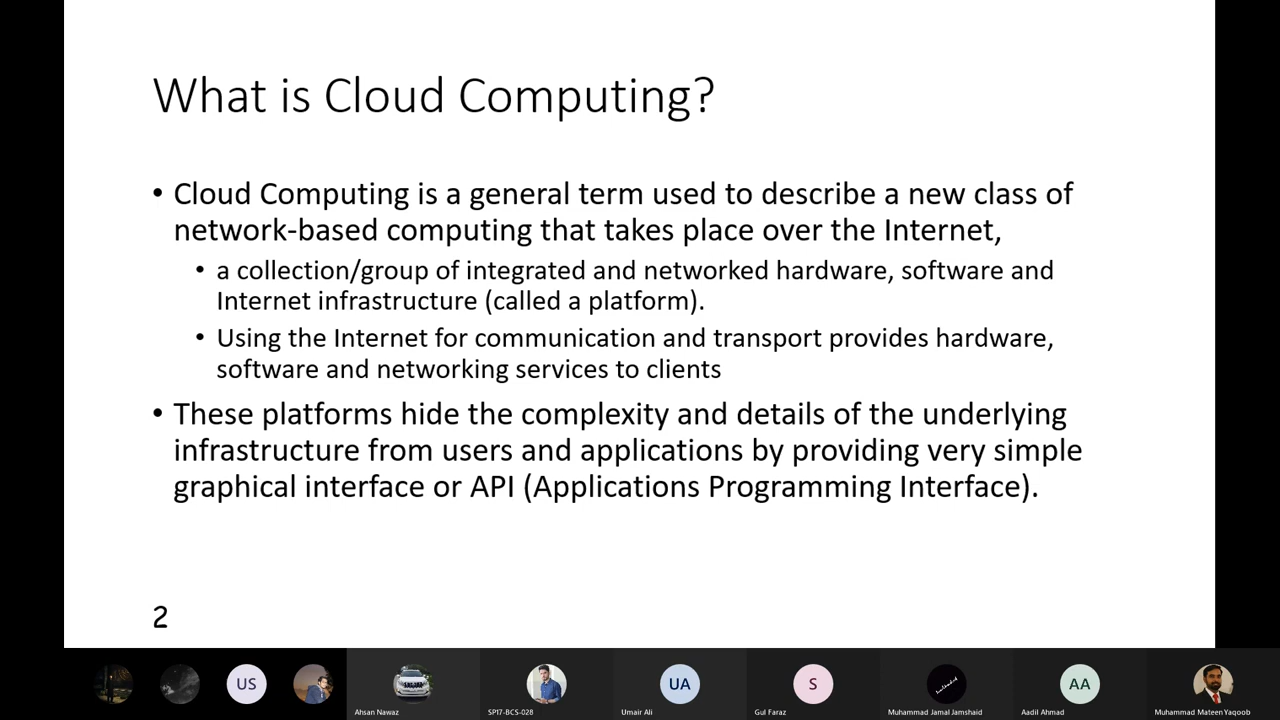 What is Cloud Computing?
• Cloud Computing is a general term used to describe a new class of
network-based computing that takes place over the Internet,
• a collection/group of integrated and networked hardware, software and
Internet infrastructure (called a platform).
• Using the Internet for communication and transport provides hardware,
software and networking services to clients
• These platforms hide the complexity and details of the underlying
infrastructure from users and applications by providing very simple
graphical interface or API (Applications Programming Interface).
2
US
UA
S
AA
Ahsan Nawaz
SP17-BCS-028
Umair Ali
Gul Faraz
Muhammad Jamal Jamshaid
Aadil Ahmad
Muhammad Mateen Yaqoob